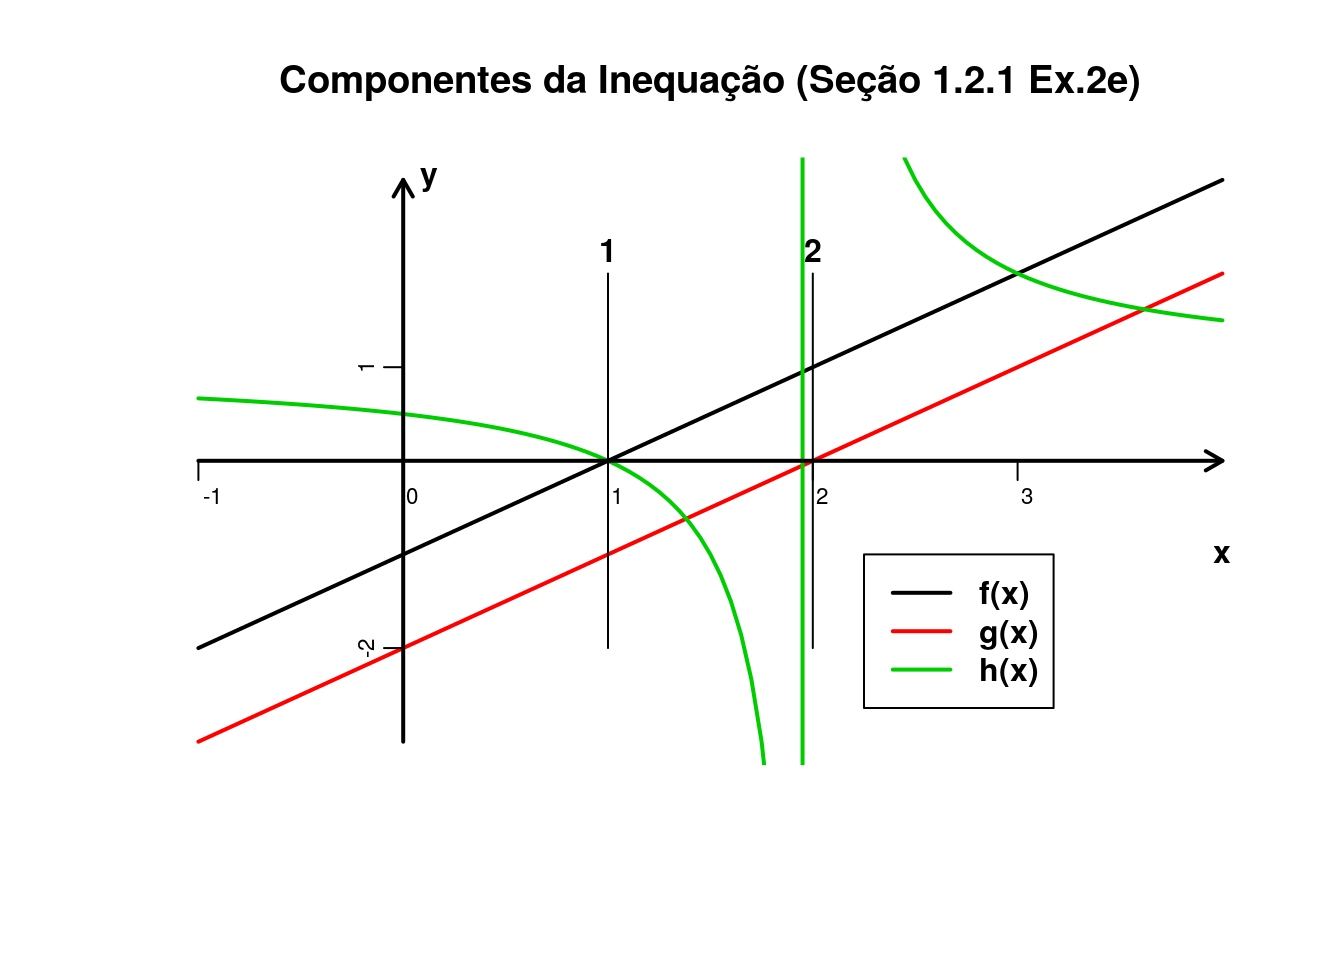 Componentes da Inequação (Seção 1.2.1 Ex.2e)
y
1
2
1
-1
0
1
2
3
x
-2
f(x)
g(x)
h(x)